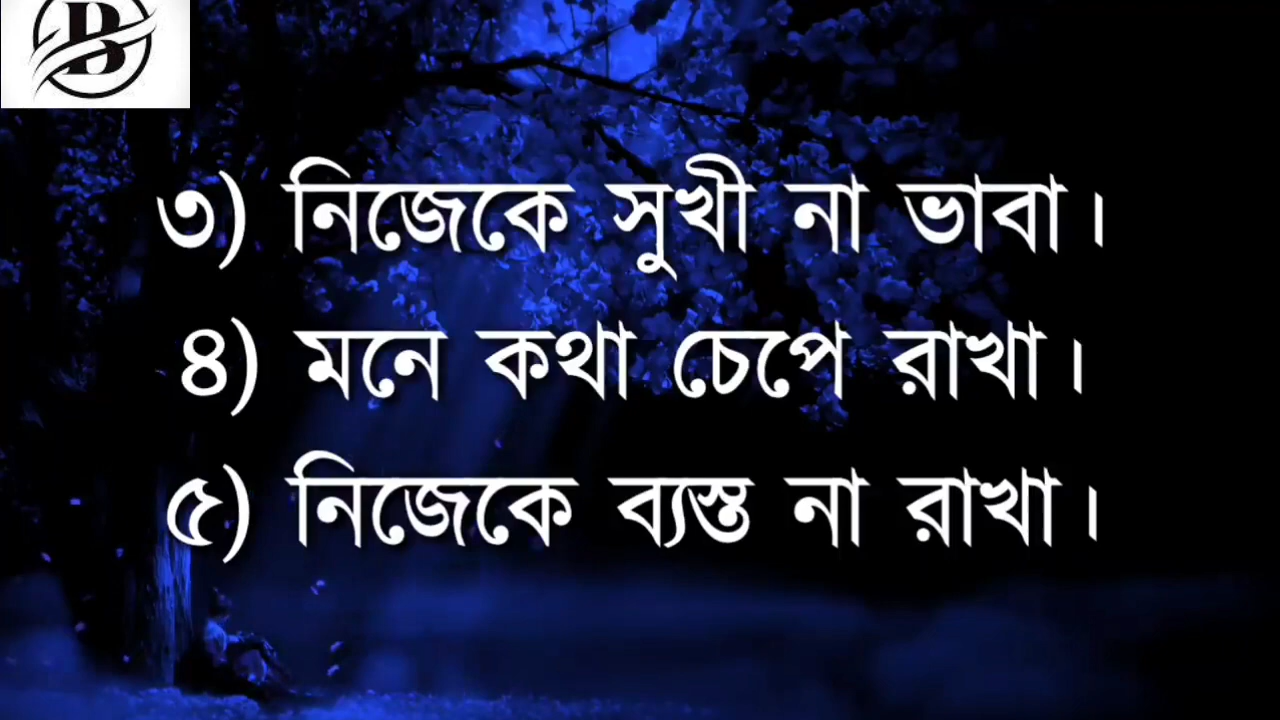 B
৩) নিজেকে সুখী না ভাবা।
৪) মনে কথা চেপে রাখা।
৫) নিজেকে ব্যস্ত না রাখা।